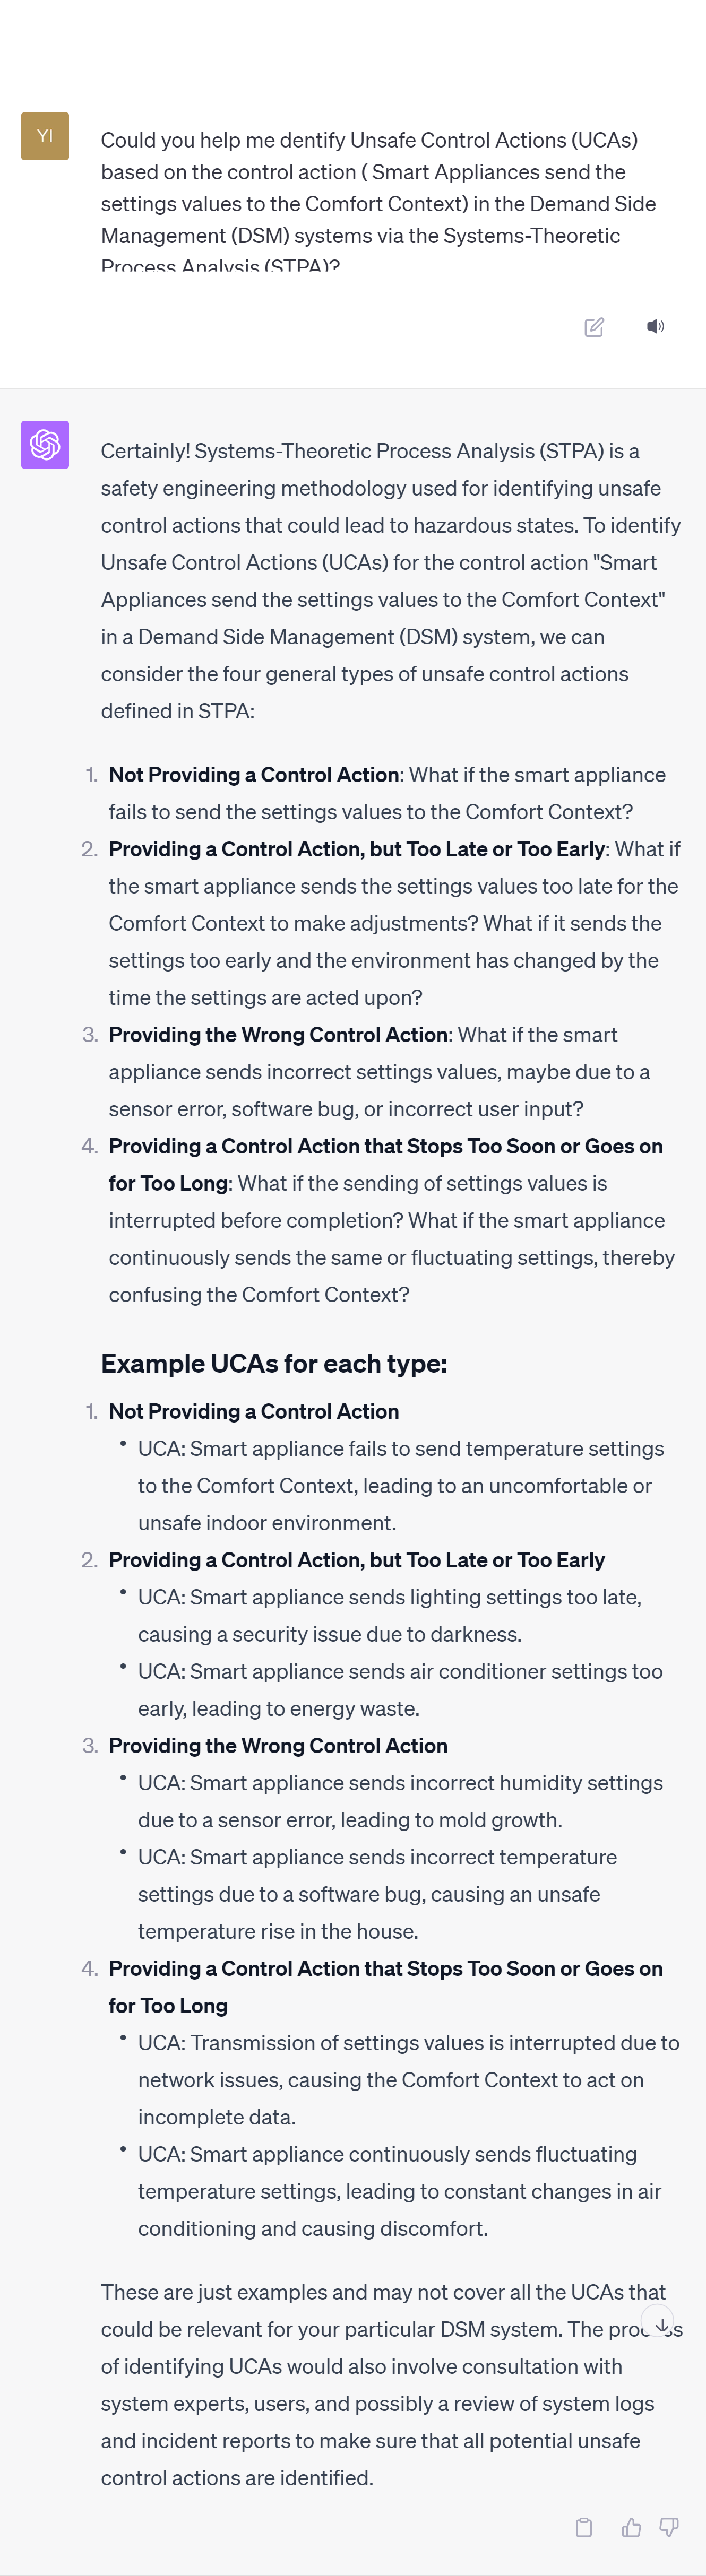 YI
Could you help me dentify Unsafe Control Actions (UCAs)
based on the control action ( Smart Appliances send the
settings values to the Comfort Context) in the Demand Side
Management (DSM) systems via the Systems-Theoretic
Process Analysis (STPA)?
Certainly! Systems-Theoretic Process Analysis (STPA) is a
safety engineering methodology used for identifying unsafe
control actions that could lead to hazardous states. To identify
Unsafe Control Actions (UCAs) for the control action "Smart
Appliances send the settings values to the Comfort Context"
in a Demand Side Management (DSM) system, we can
consider the four general types of unsafe control actions
defined in STPA:
1. Not Providing a Control Action: What if the smart appliance
fails to send the settings values to the Comfort Context?
2. Providing a Control Action, but Too Late or Too Early: What if
the smart appliance sends the settings values too late for the
Comfort Context to make adjustments? What if it sends the
settings too early and the environment has changed by the
time the settings are acted upon?
3. Providing the Wrong Control Action: What if the smart
appliance sends incorrect settings values, maybe due to a
sensor error, software bug, or incorrect user input?
4. Providing a Control Action that Stops Too Soon or Goes on
for Too Long: What if the sending of settings values is
interrupted before completion? What if the smart appliance
continuously sends the same or fluctuating settings, thereby
confusing the Comfort Context?
Example UCAs for each type:
1. Not Providing a Control Action
• UCA: Smart appliance fails to send temperature settings
to the Comfort Context, leading to an uncomfortable or
unsafe indoor environment.
2. Providing a Control Action, but Too Late or Too Early
• UCA: Smart appliance sends lighting settings too late,
causing a security issue due to darkness.
• UCA: Smart appliance sends air conditioner settings too
early, leading to energy waste.
3. Providing the Wrong Control Action
• UCA: Smart appliance sends incorrect humidity settings
due to a sensor error, leading to mold growth.
• UCA: Smart appliance sends incorrect temperature
settings due to a software bug, causing an unsafe
temperature rise in the house.
4. Providing a Control Action that Stops Too Soon or Goes on
for Too Long
• UCA: Transmission of settings values is interrupted due to
network issues, causing the Comfort Context to act on
incomplete data.
• UCA: Smart appliance continuously sends fluctuating
temperature settings, leading to constant changes in air
conditioning and causing discomfort.
These are just examples and may not cover all the UCAs that
could be relevant for your particular DSM system. The process
of identifying UCAs would also involve consultation with
system experts, users, and possibly a review of system logs
and incident reports to make sure that all potential unsafe
control actions are identified.